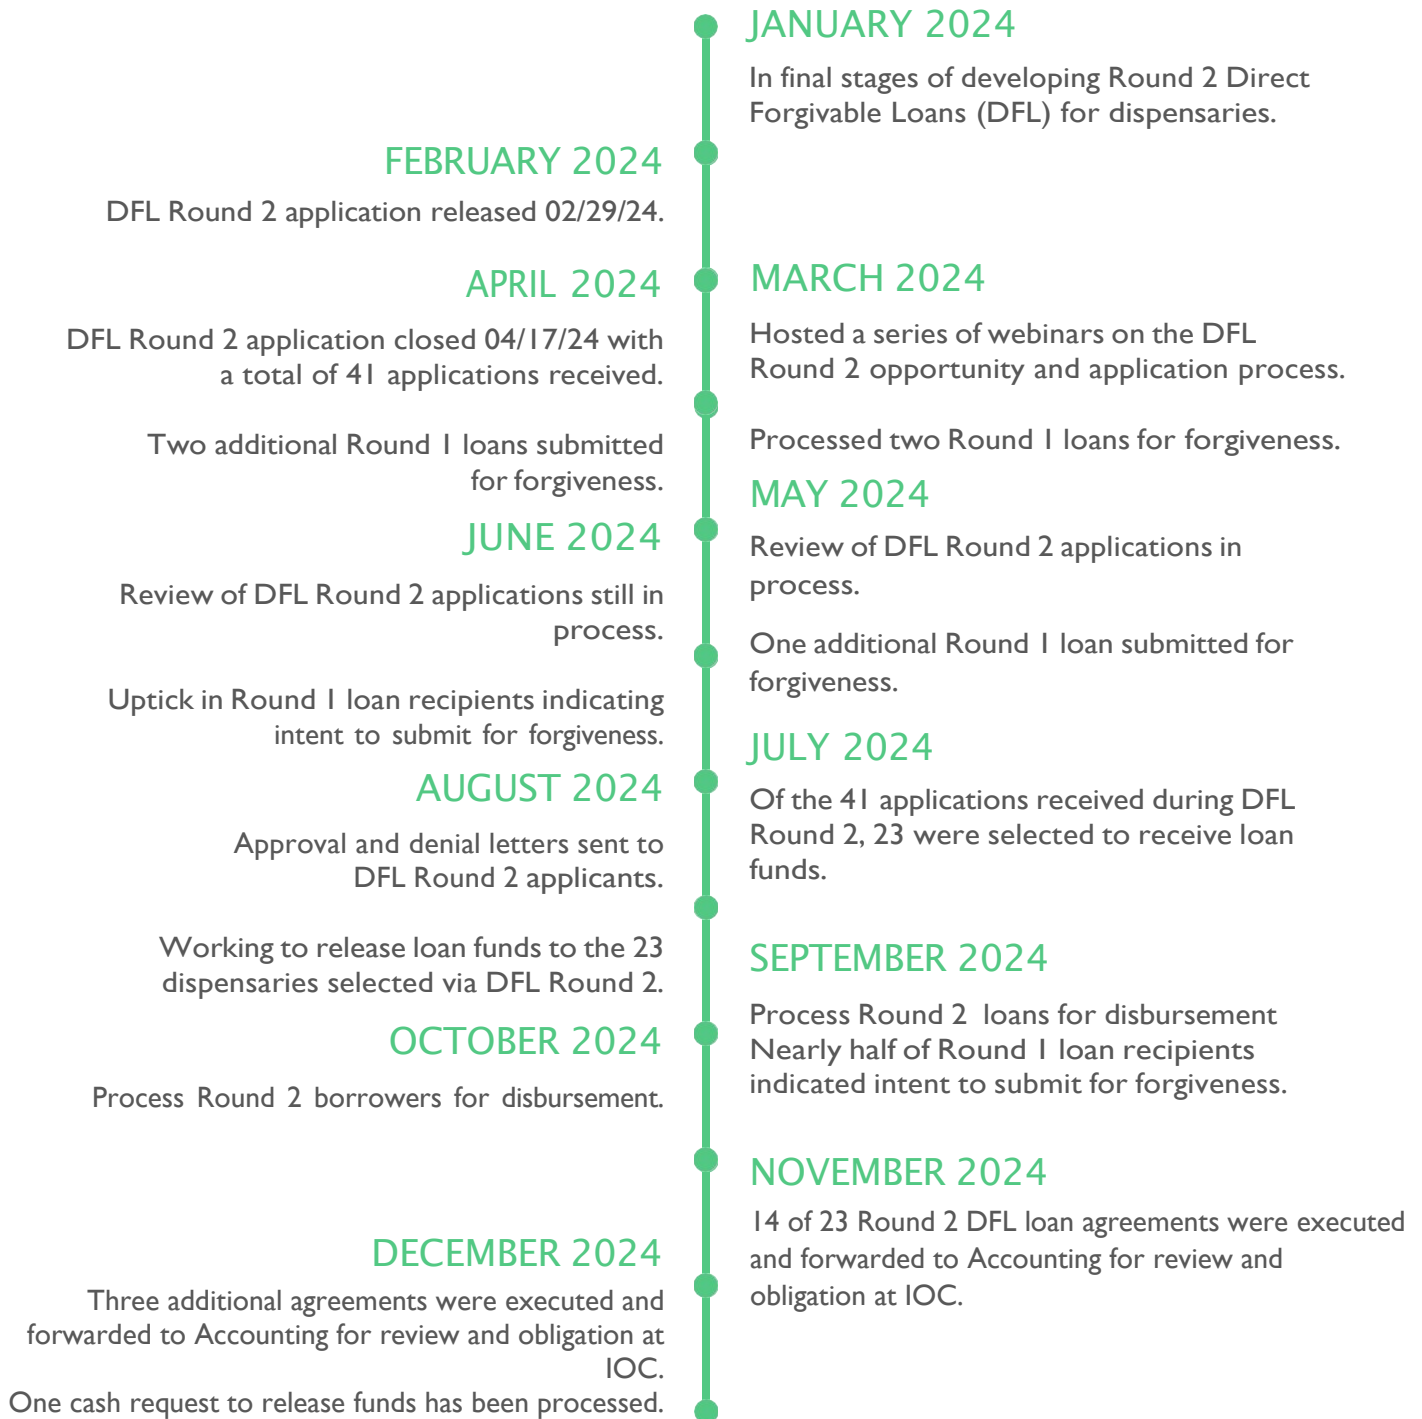 JANUARY 2024
In final stages of developing Round 2 Direct
Forgivable Loans (DFL) for dispensaries.
FEBRUARY 2024
DFL Round 2 application released 02/29/24.
MARCH 2024
Hosted a series of webinars on the DFL
Round 2 opportunity and application process.
Processed two Round 1 loans for forgiveness.
APRIL 2024
DFL Round 2 application closed 04/17/24 with
a total of 41 applications received.
Two additional Round 1 loans submitted
for forgiveness.
MAY 2024
Review of DFL Round 2 applications in
process.
One additional Round 1 loan submitted for
forgiveness.
JUNE 2024
Review of DFL Round 2 applications still in
process.
Uptick in Round 1 loan recipients indicating
intent to submit for forgiveness.
JULY 2024
Of the 41 applications received during DFL
Round 2, 23 were selected to receive loan
funds.
AUGUST 2024
Approval and denial letters sent to
DFL Round 2 applicants.
Working to release loan funds to the 23
dispensaries selected via DFL Round 2.
SEPTEMBER 2024
Process Round 2 loans for disbursement
Nearly half of Round 1 loan recipients
indicated intent to submit for forgiveness.
OCTOBER 2024
Process Round 2 borrowers for disbursement.
NOVEMBER 2024
14 of 23 Round 2 DFL loan agreements were executed
and forwarded to Accounting for review and
obligation at IOC.
DECEMBER 2024
Three additional agreements were executed and
forwarded to Accounting for review and obligation at
IOC.
One cash request to release funds has been processed.